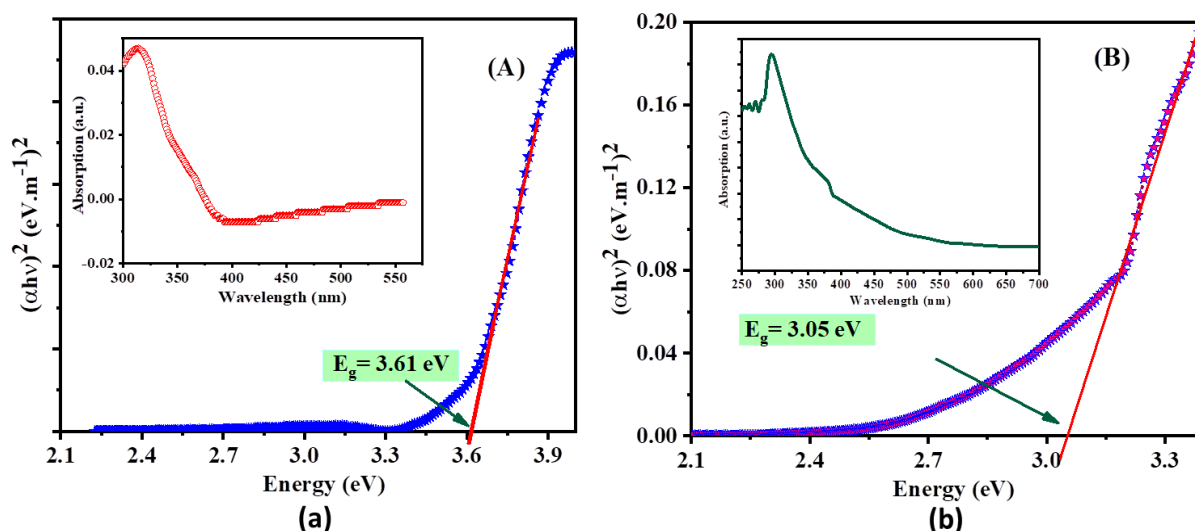 (A)
(αhν)² (eV.m⁻¹)²
Absorption (a.u.)
0.04
0.02
0.00
−0.02
300 350 400 450 500 550
Wavelength (nm)
E_g= 3.61 eV
2.1 2.4 2.7 3.0 3.3 3.6 3.9
Energy (eV)
(a)
(B)
(αhν)² (eV.m⁻¹)²
0.20
0.16
0.12
0.08
0.04
0.00
Absorption (a.u.)
250 300 350 400 450 500 550 600 650 700
Wavelength (nm)
E_g= 3.05 eV
2.1 2.4 2.7 3.0 3.3
Energy (eV)
(b)